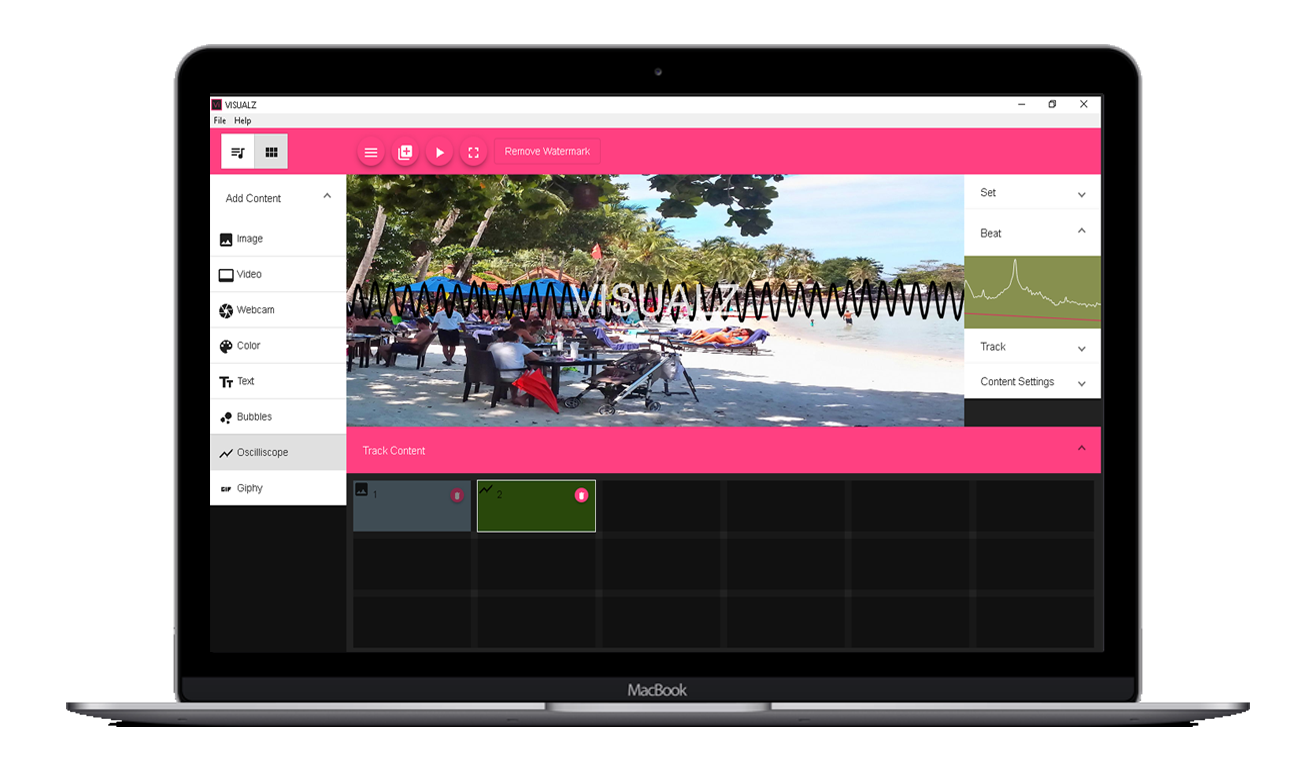 VISUALZ
File Help
Remove Watermark
Add Content
Image
Video
Webcam
Color
Text
Bubbles
Oscilliscope
GIF Giphy
VISUALZ
Set
Beat
Track
Content Settings
Track Content
1
2
MacBook